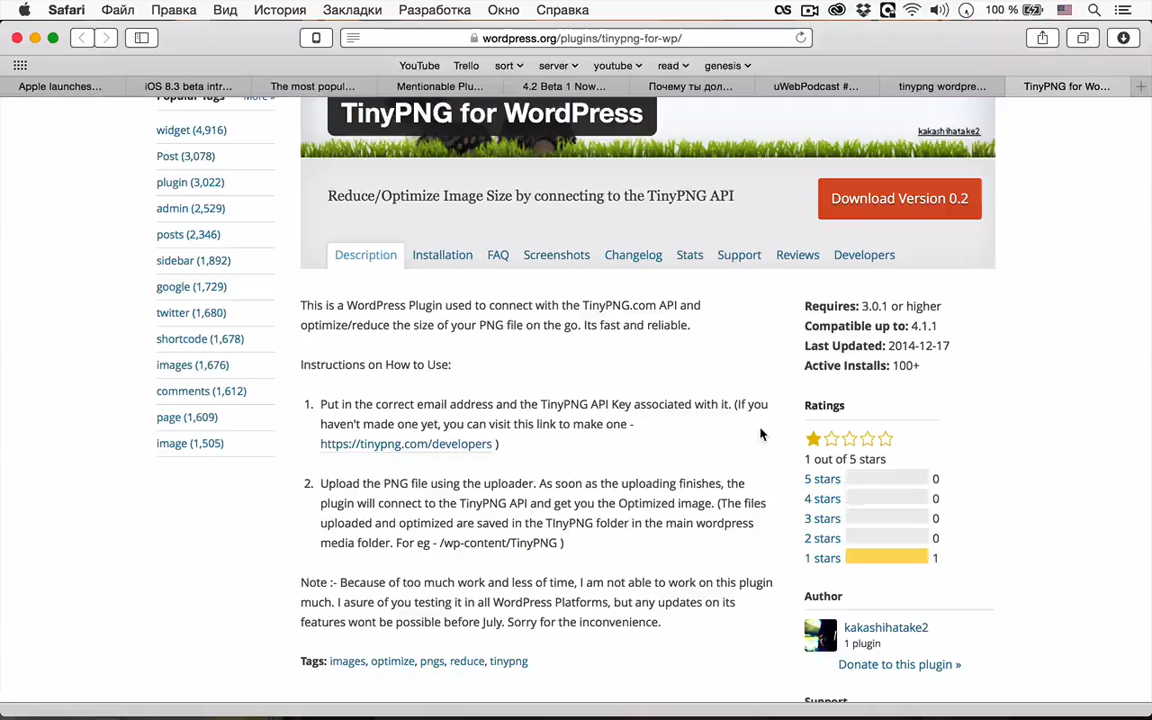 Safari Файл Правка Вид История Закладки Разработка Окно Справка 100 %
wordpress.org/plugins/tinypng-for-wp/
YouTube Trello sort server youtube read genesis
Apple launches... iOS 8.3 beta intr... The most popul... Mentionable Plu... 4.2 Beta 1 Now... Почему ты дол... uWebPodcast #... tinypng wordpre... TinyPNG for Wo...
Popular Tags More »
widget (4,916)
Post (3,078)
plugin (3,022)
admin (2,529)
posts (2,346)
sidebar (1,892)
google (1,729)
twitter (1,680)
shortcode (1,678)
images (1,676)
comments (1,612)
page (1,609)
image (1,505)
TinyPNG for WordPress
kakashihatake2
Reduce/Optimize Image Size by connecting to the TinyPNG API
Download Version 0.2
Description Installation FAQ Screenshots Changelog Stats Support Reviews Developers
This is a WordPress Plugin used to connect with the TinyPNG.com API and
optimize/reduce the size of your PNG file on the go. Its fast and reliable.
Instructions on How to Use:
1. Put in the correct email address and the TinyPNG API Key associated with it. (If you
haven't made one yet, you can visit this link to make one -
https://tinypng.com/developers )
2. Upload the PNG file using the uploader. As soon as the uploading finishes, the
plugin will connect to the TinyPNG API and get you the Optimized image. (The files
uploaded and optimized are saved in the TInyPNG folder in the main wordpress
media folder. For eg - /wp-content/TinyPNG )
Note :- Because of too much work and less of time, I am not able to work on this plugin
much. I asure of you testing it in all WordPress Platforms, but any updates on its
features wont be possible before July. Sorry for the inconvenience.
Tags: images, optimize, pngs, reduce, tinypng
Requires: 3.0.1 or higher
Compatible up to: 4.1.1
Last Updated: 2014-12-17
Active Installs: 100+
Ratings
1 out of 5 stars
5 stars 0
4 stars 0
3 stars 0
2 stars 0
1 stars 1
Author
kakashihatake2
1 plugin
Donate to this plugin »
Support